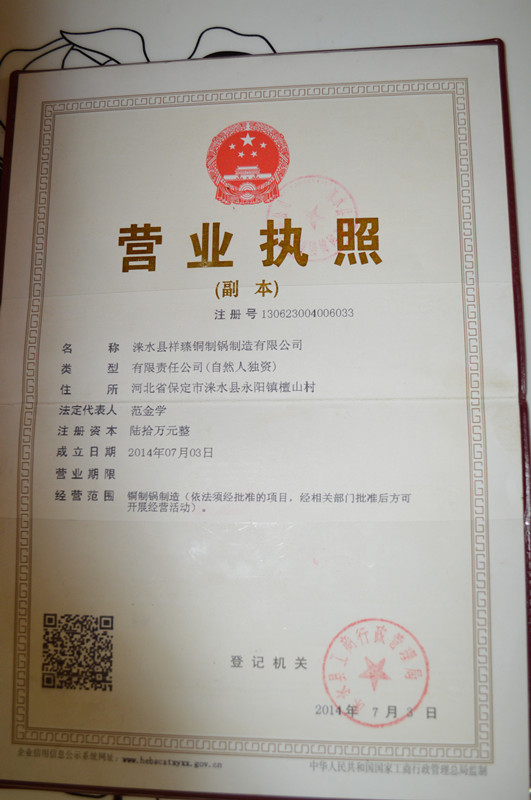 营业执照
(副 本)
注册号 130623004006033
名 称 涞水县祥骒铜制锅制造有限公司
类 型 有限责任公司(自然人独资)
住 所 河北省保定市涞水县永阳镇檀山村
法定代表人 范金学
注册资本 陆拾万元整
成立日期 2014年07月03日
营业期限
经营范围 铜制锅制造（依法须经批准的项目，经相关部门批准后方可
开展经营活动）。
登记机关
涞水县工商行政管理局
2014年 7月 3日
企业信用信息公示系统网址：www.hebscztxyxx.gov.cn
中华人民共和国国家工商行政管理总局监制